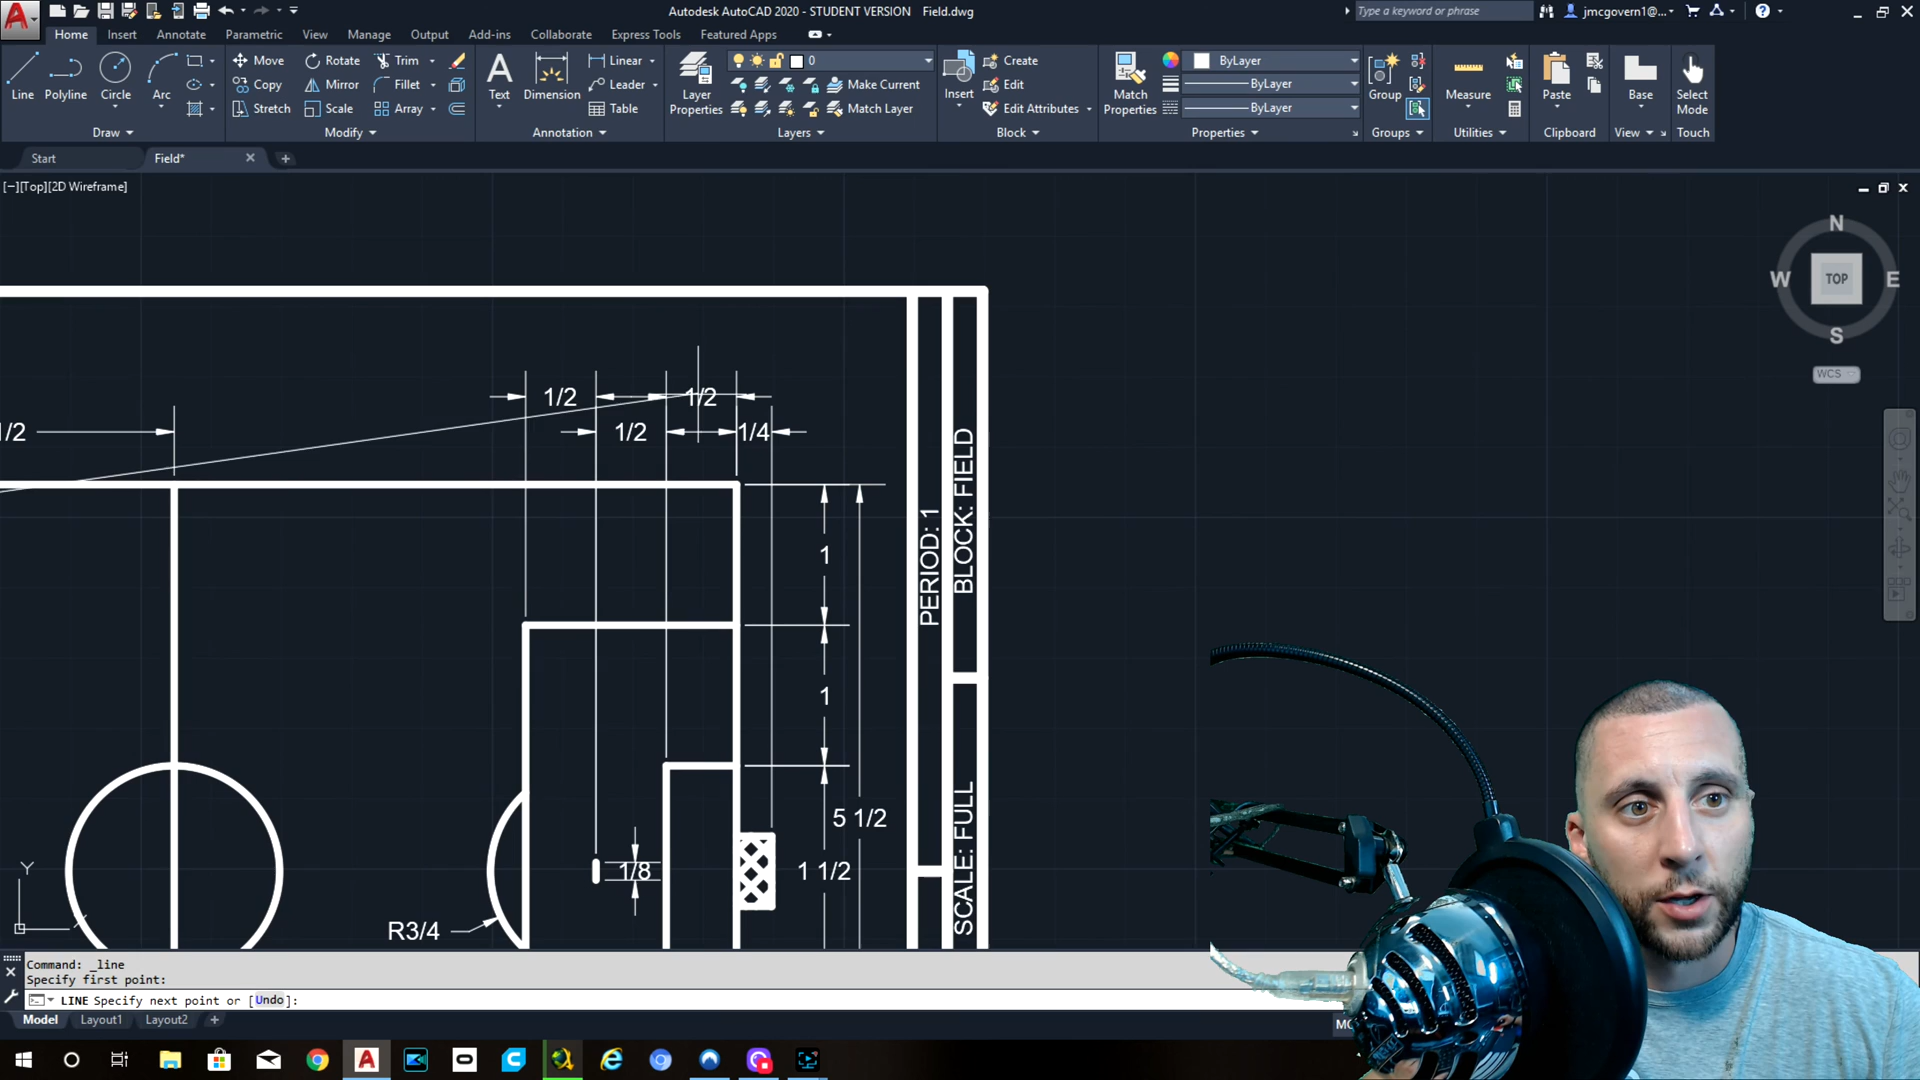 Autodesk AutoCAD 2020 - STUDENT VERSION Field.dwg
Type a keyword or phrase
jmcgovern1@...
Home Insert Annotate Parametric View Manage Output Add-ins Collaborate Express Tools Featured Apps
Line
Polyline
Circle
Arc
Draw
Move Rotate Trim
Copy Mirror Fillet
Stretch Scale Array
Modify
Text
Dimension
Linear
Leader
Table
Annotation
Layer
Properties
0
Make Current
Match Layer
Layers
Insert
Create
Edit
Edit Attributes
Block
Match
Properties
ByLayer
ByLayer
ByLayer
Properties
Group
Groups
Measure
Utilities
Paste
Clipboard
Base
View
Select
Mode
Touch
Start
Field*
[−][Top][2D Wireframe]
N
W TOP E
S
WCS
1/2 1/2
1/2 1/2 1/4
1
1
5 1/2
1/8 1 1/2
R3/4
PERIOD: 1
BLOCK: FIELD
SCALE: FULL
Y
Command: _line
Specify first point:
LINE Specify next point or [Undo]:
Model Layout1 Layout2